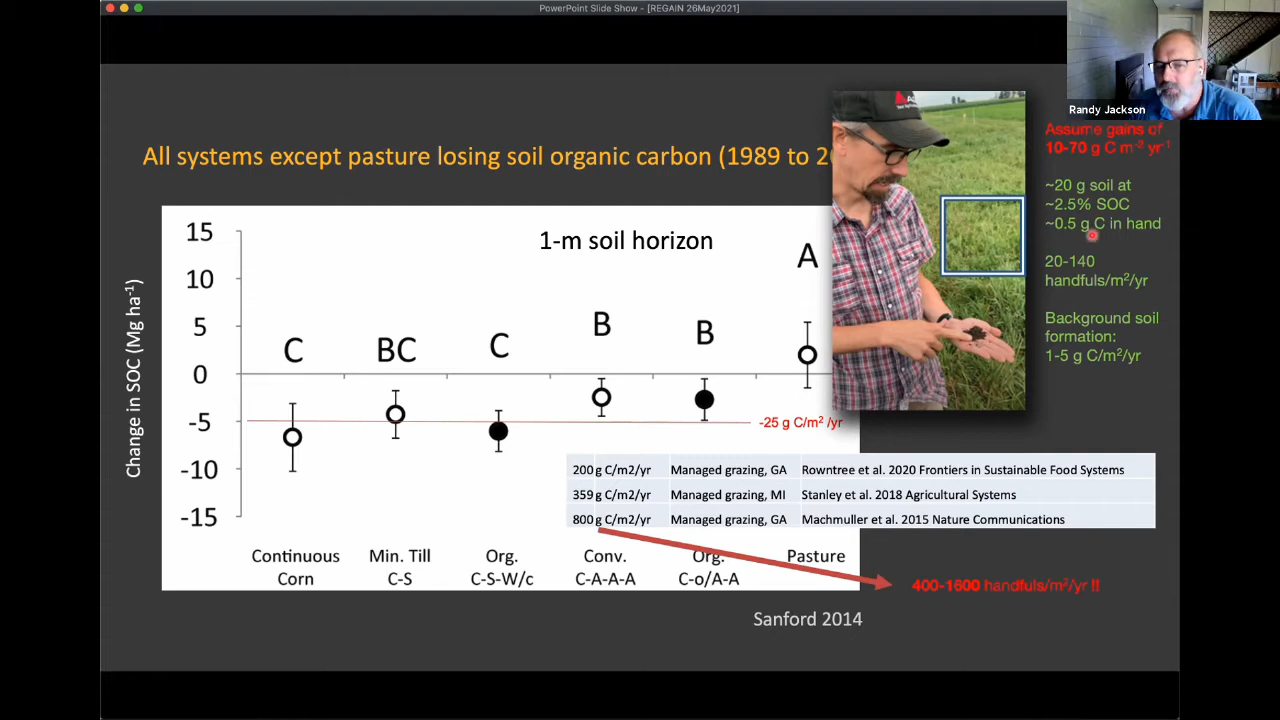 PowerPoint Slide Show - [REGAIN 26May2021]
Randy Jackson
All systems except pasture losing soil organic carbon (1989 to
Assume gains of
10-70 g C m-2 yr-1
~20 g soil at
~2.5% SOC
~0.5 g C in hand
20-140
handfuls/m²/yr
Background soil
formation:
1-5 g C/m²/yr
1-m soil horizon
Change in SOC (Mg ha-1)
15
10
5
0
-5
-10
-15
C
BC
C
B
B
A
-25 g C/m² /yr
200 g C/m2/yr Managed grazing, GA Rowntree et al. 2020 Frontiers in Sustainable Food Systems
359 g C/m2/yr Managed grazing, MI Stanley et al. 2018 Agricultural Systems
800 g C/m2/yr Managed grazing, GA Machmuller et al. 2015 Nature Communications
Continuous
Corn
Min. Till
C-S
Org.
C-S-W/c
Conv.
C-A-A-A
Org.
C-o/A-A
Pasture
400-1600 handfuls/m²/yr !!
Sanford 2014